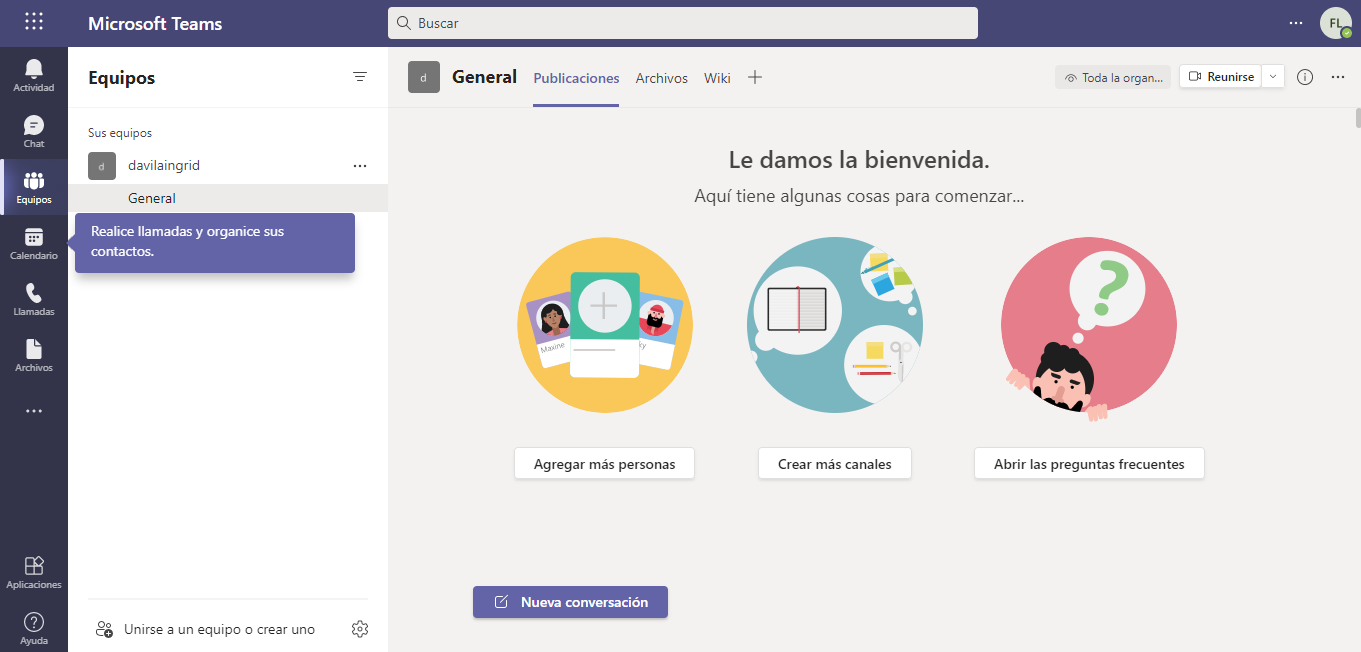 Microsoft Teams
Buscar
FL
Actividad
Chat
Equipos
Calendario
Llamadas
Archivos
Aplicaciones
Ayuda
Equipos
Sus equipos
d
davilaingrid
General
Realice llamadas y organice sus
contactos.
Unirse a un equipo o crear uno
d
General
Publicaciones
Archivos
Wiki
Toda la organ...
Reunirse
Le damos la bienvenida.
Aquí tiene algunas cosas para comenzar...
Maxine
Agregar más personas
Crear más canales
Abrir las preguntas frecuentes
Nueva conversación